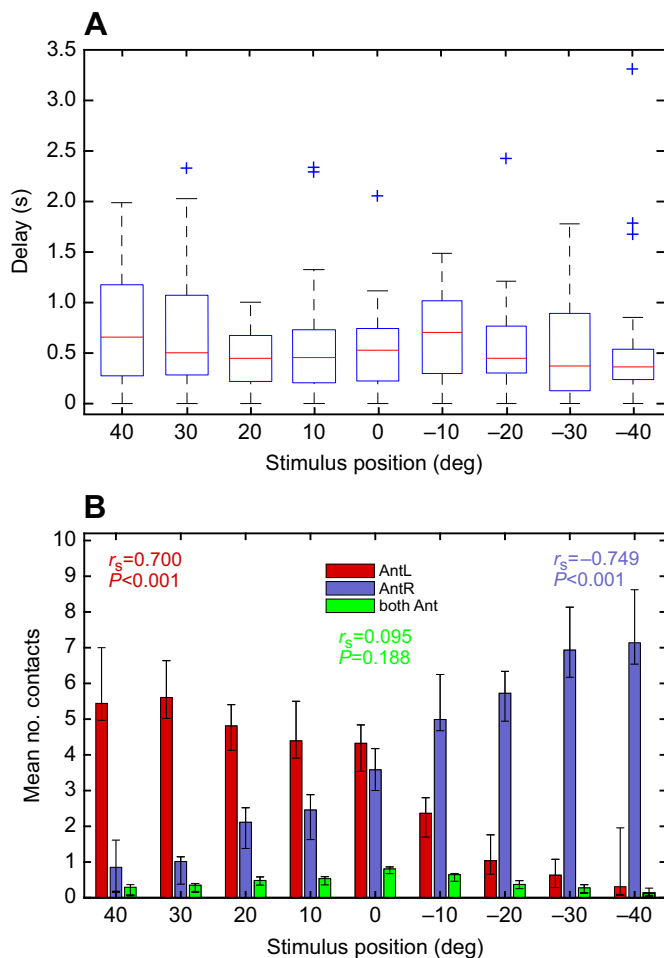 A
3.5
3.0
2.5
2.0
1.5
1.0
0.5
0
Delay (s)
40 30 20 10 0 –10 –20 –30 –40
Stimulus position (deg)
B
10
9
8
7
6
5
4
3
2
1
0
Mean no. contacts
rs=0.700
P<0.001
AntL
AntR
both Ant
rs=–0.749
P<0.001
rs=0.095
P=0.188
40 30 20 10 0 –10 –20 –30 –40
Stimulus position (deg)